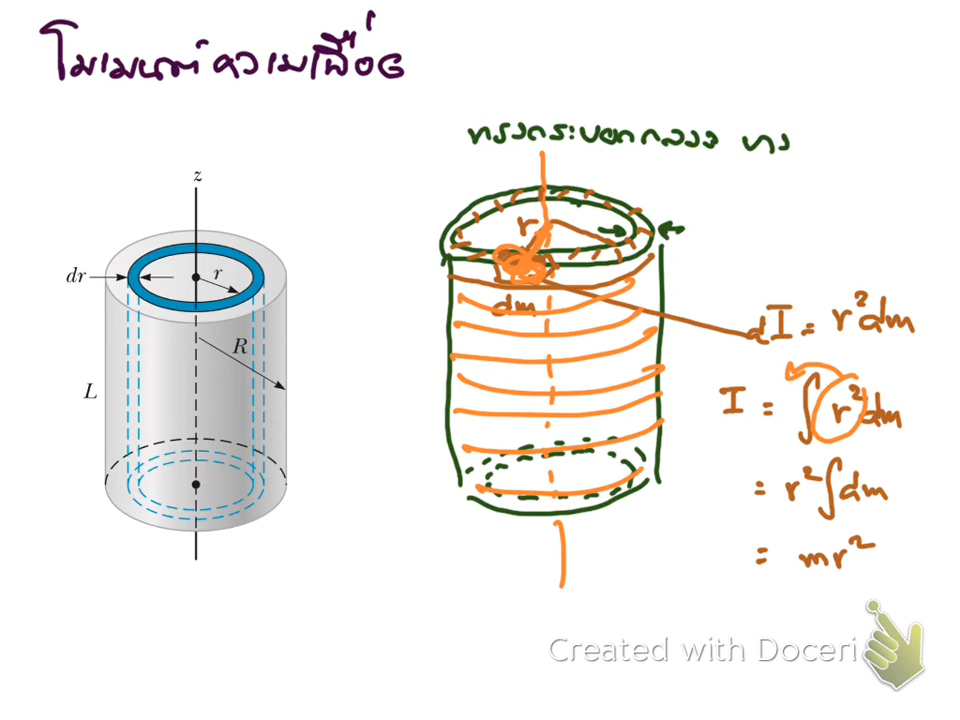 โมเมนต์ความเฉื่อย
ทรงกระบอกกลวง บาง
z
dr
r
R
L
r
dm
dI = r²dm
I = ∫r²dm
= r²∫dm
= mr²
Created with Doceri